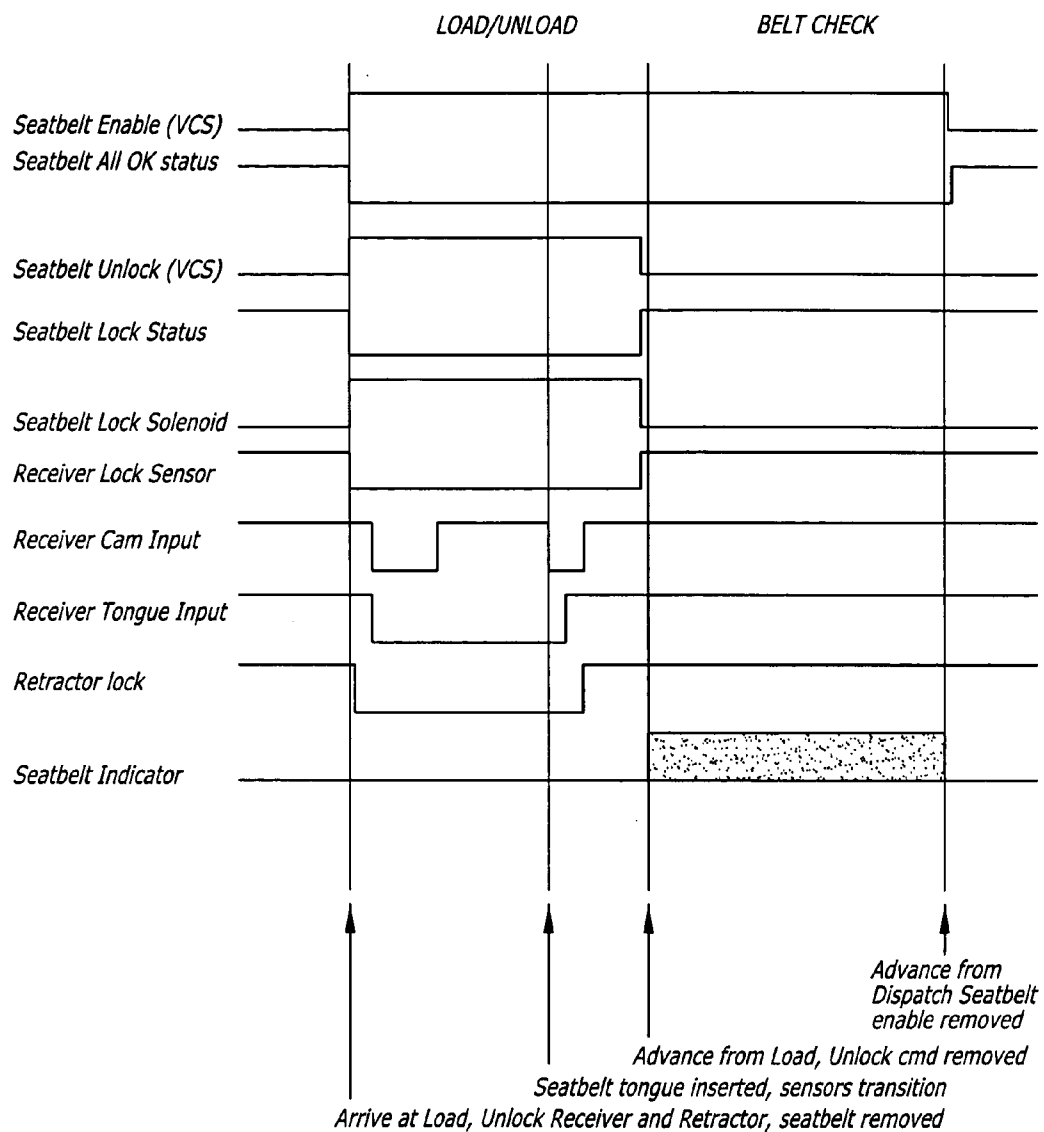 LOAD/UNLOAD BELT CHECK
Seatbelt Enable (VCS)
Seatbelt All OK status
Seatbelt Unlock (VCS)
Seatbelt Lock Status
Seatbelt Lock Solenoid
Receiver Lock Sensor
Receiver Cam Input
Receiver Tongue Input
Retractor lock
Seatbelt Indicator
Advance from
Dispatch Seatbelt
enable removed
Advance from Load, Unlock cmd removed
Seatbelt tongue inserted, sensors transition
Arrive at Load, Unlock Receiver and Retractor, seatbelt removed